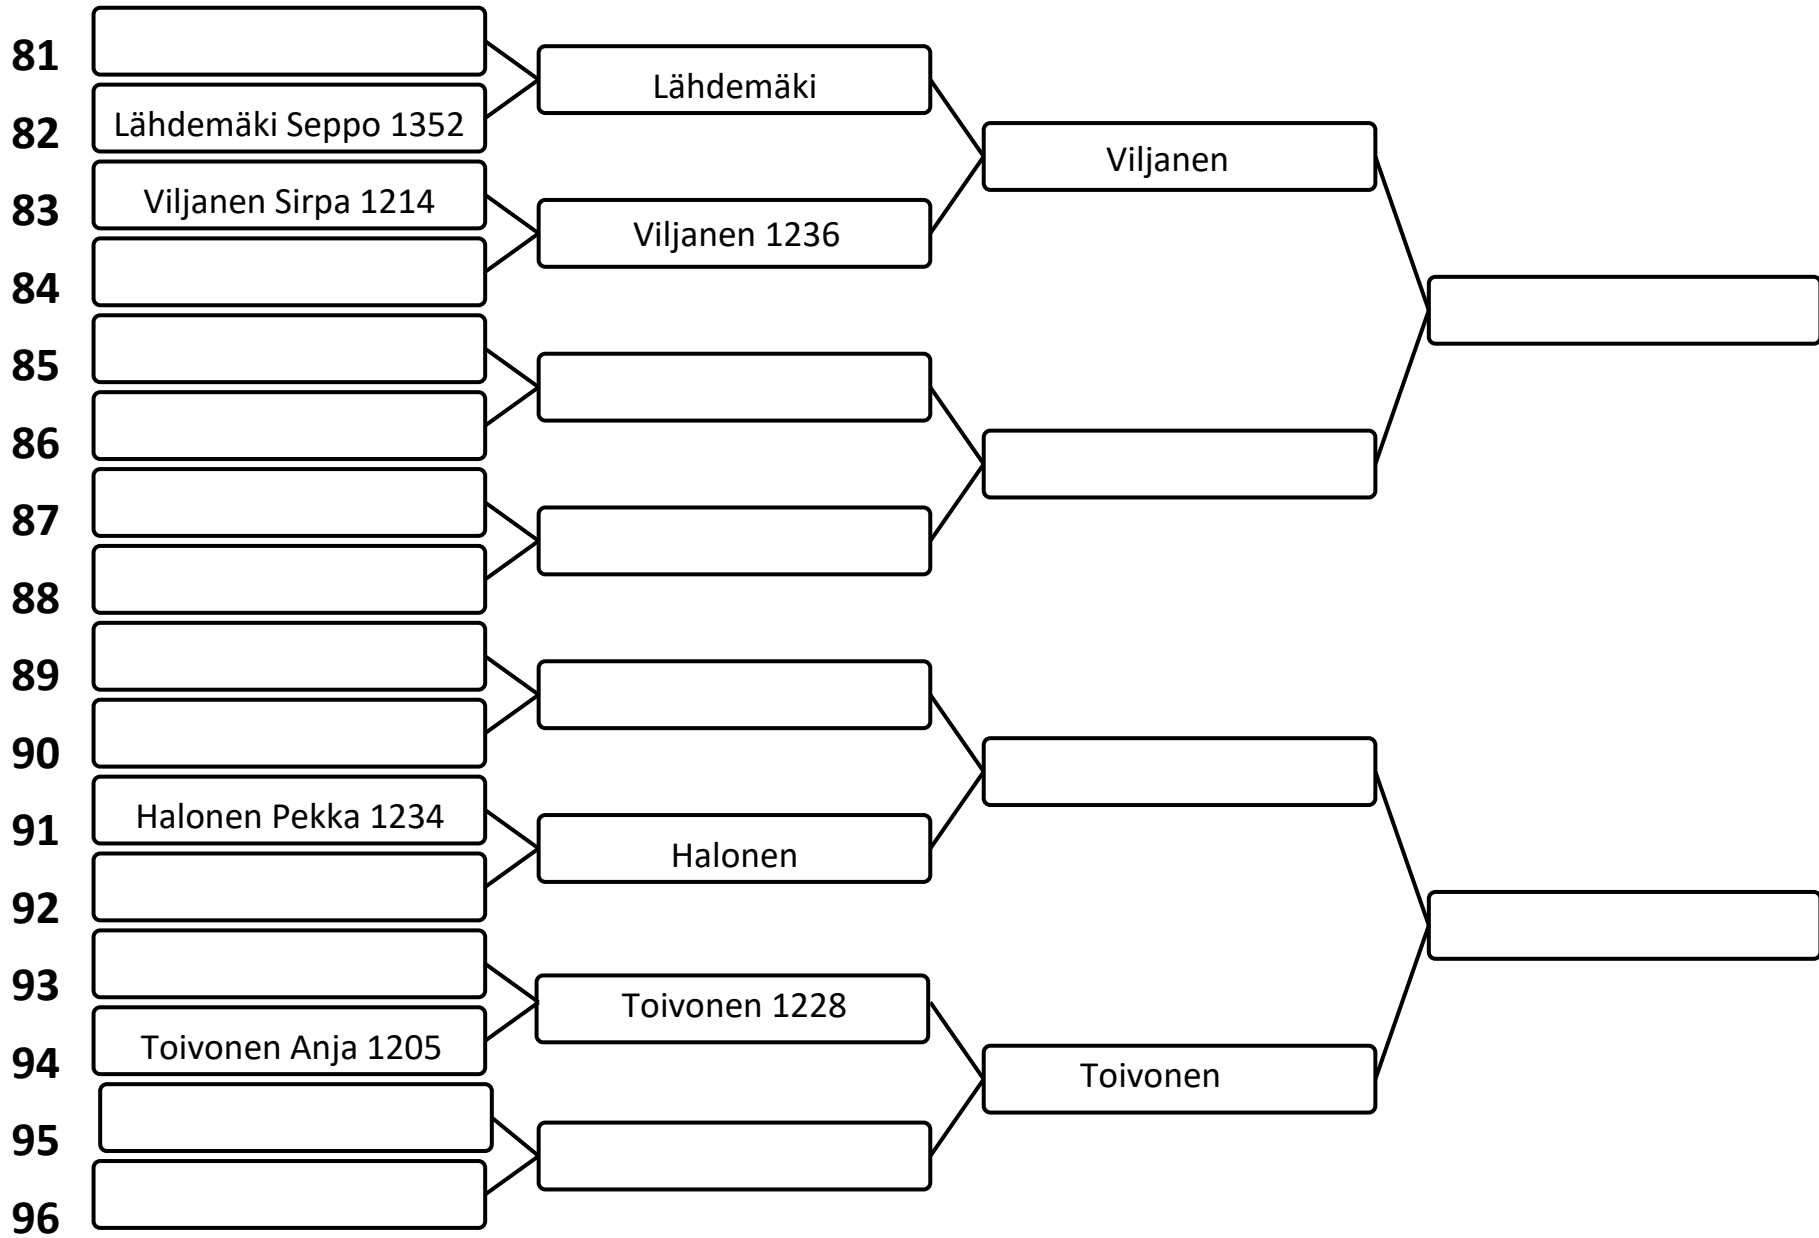 81
Lähdemäki
82 Lähdemäki Seppo 1352
Viljanen
83 Viljanen Sirpa 1214
Viljanen 1236
84
85
86
87
88
89
90
91 Halonen Pekka 1234
Halonen
92
93
Toivonen 1228
94 Toivonen Anja 1205
Toivonen
95
96